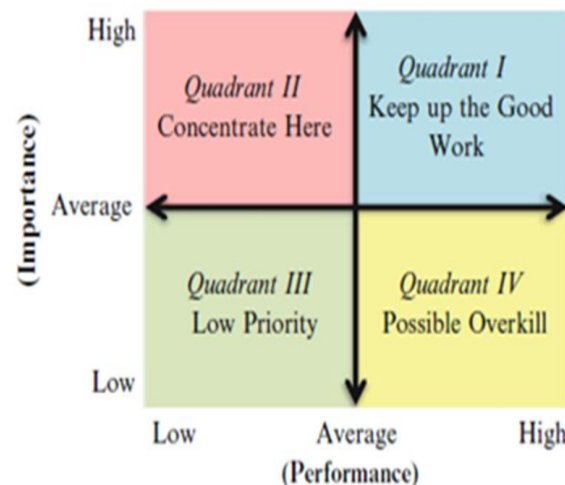 High
Quadrant II
Concentrate Here
Quadrant I
Keep up the Good
Work
(Importance)
Average
Quadrant III
Low Priority
Quadrant IV
Possible Overkill
Low
Low
Average
High
(Performance)